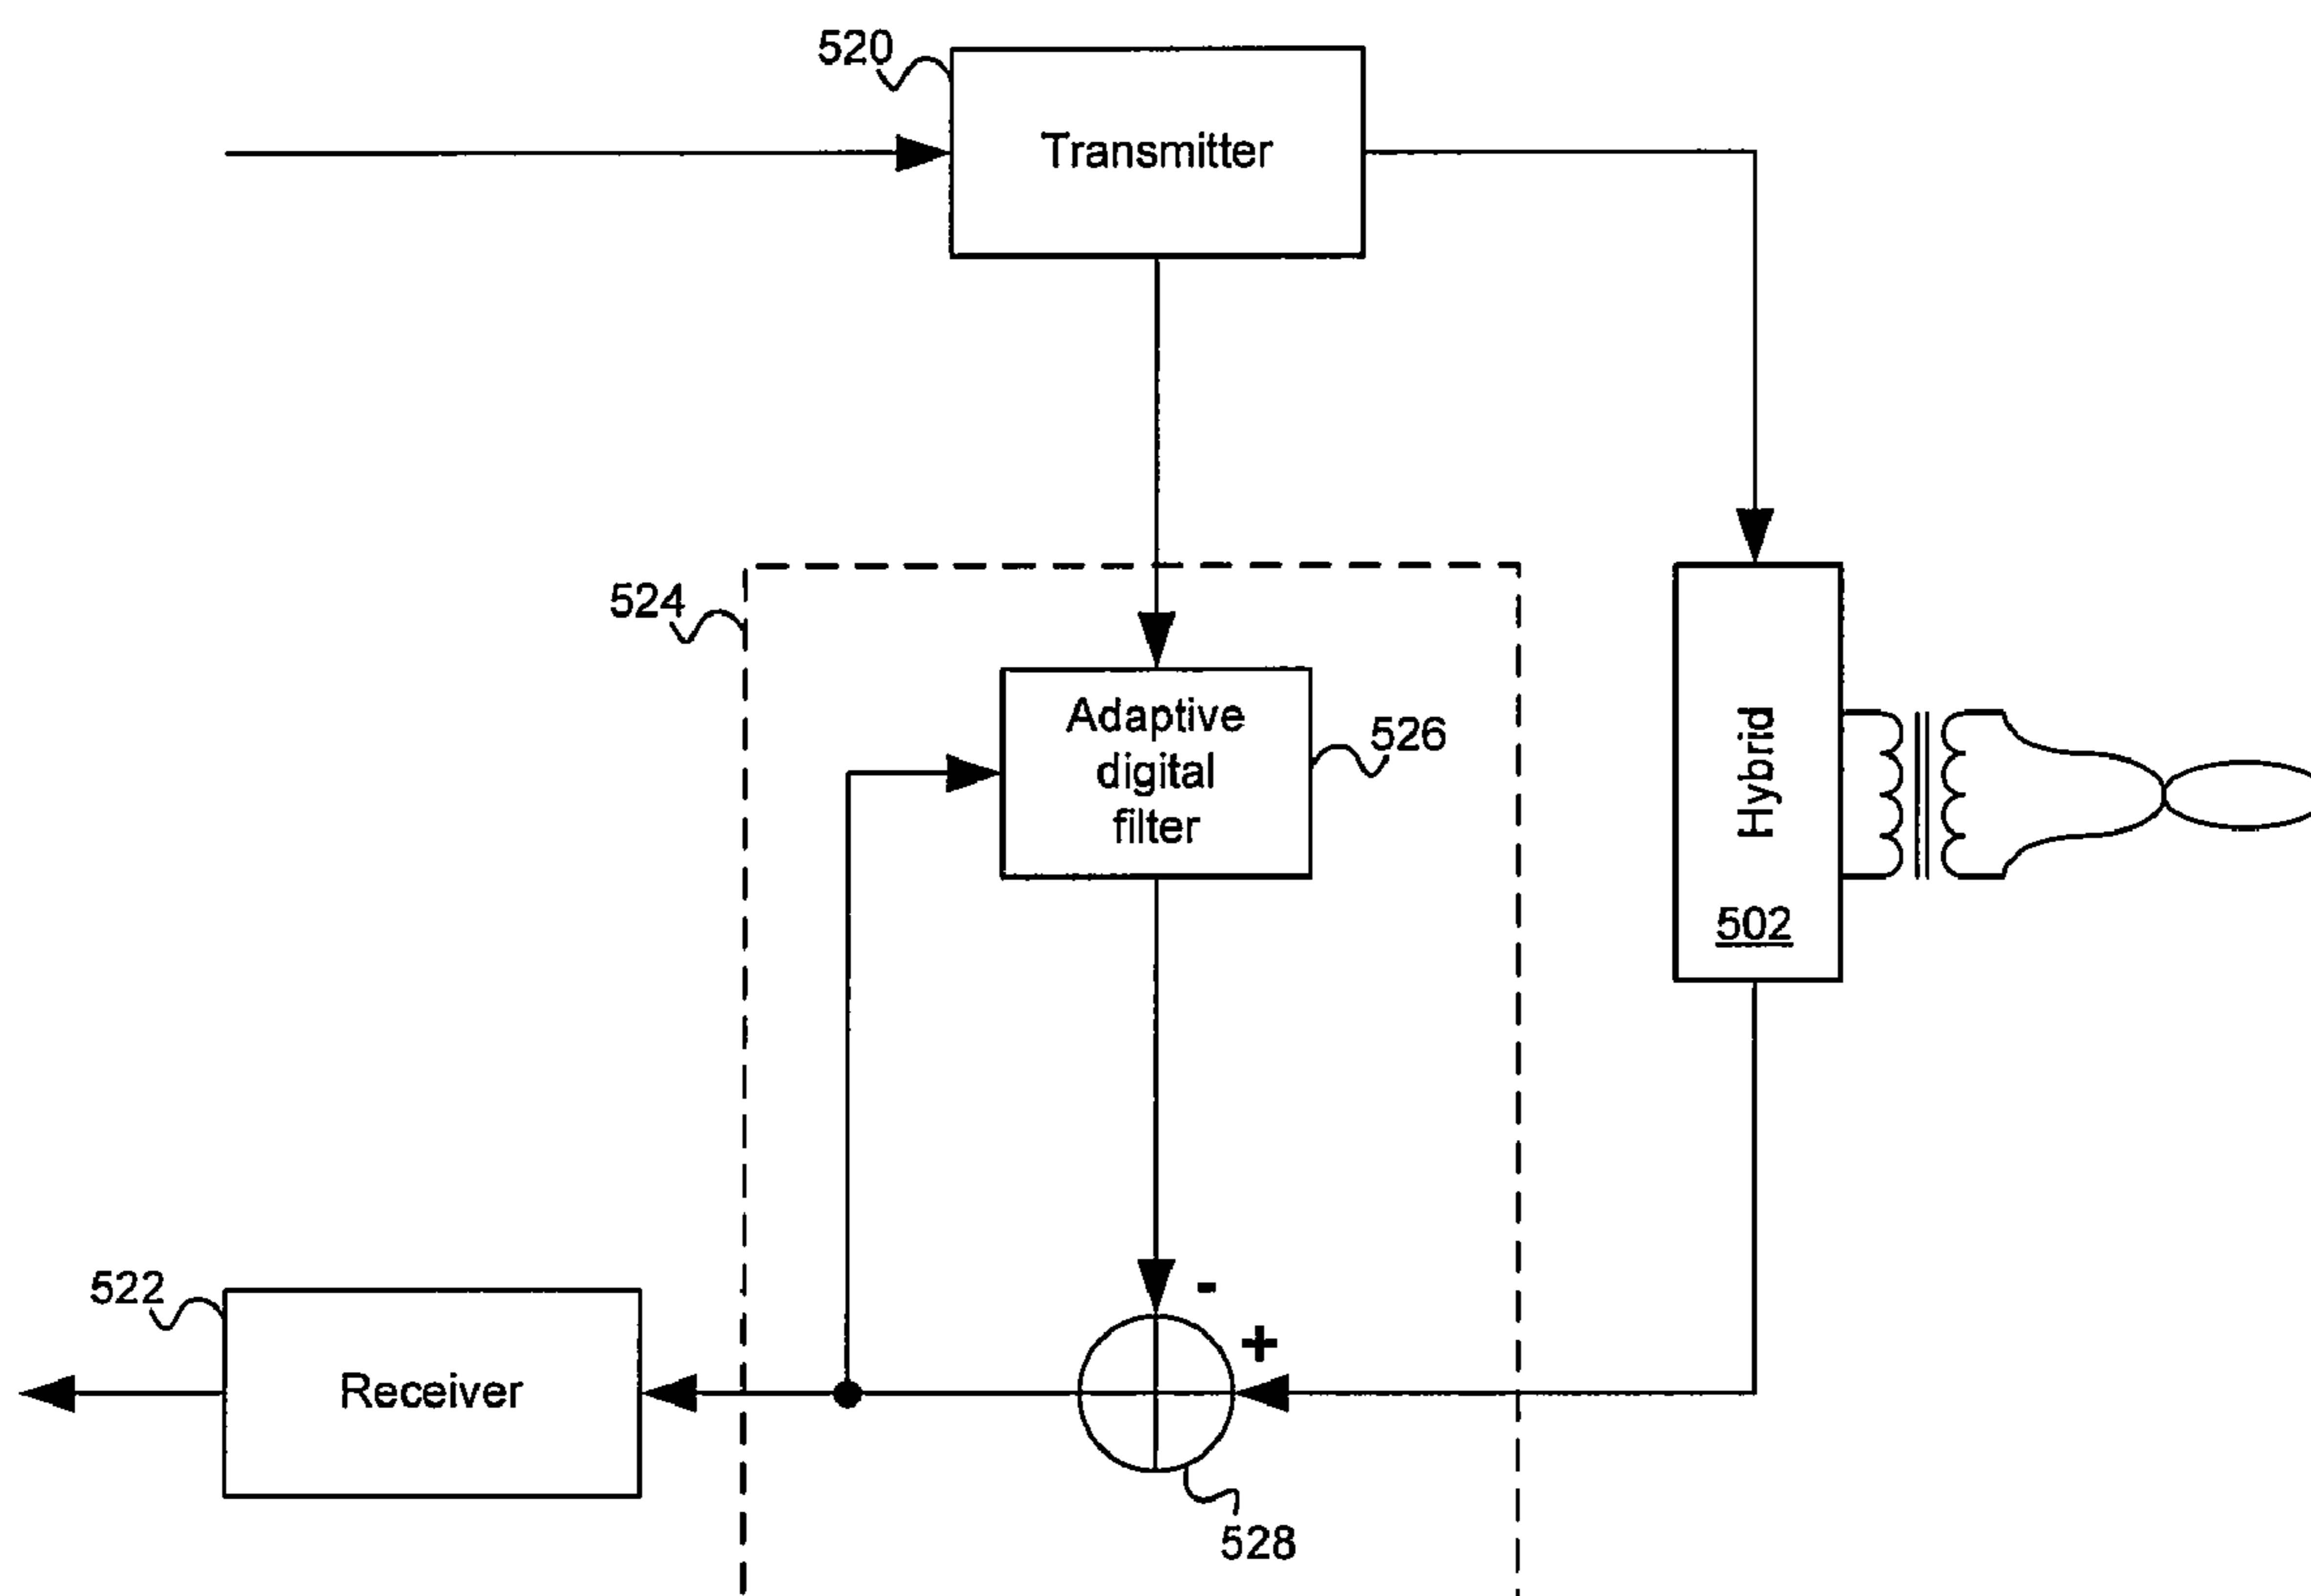 520
Transmitter
524
Adaptive
digital
filter
526
Hybrid
502
522
Receiver
-
+
528